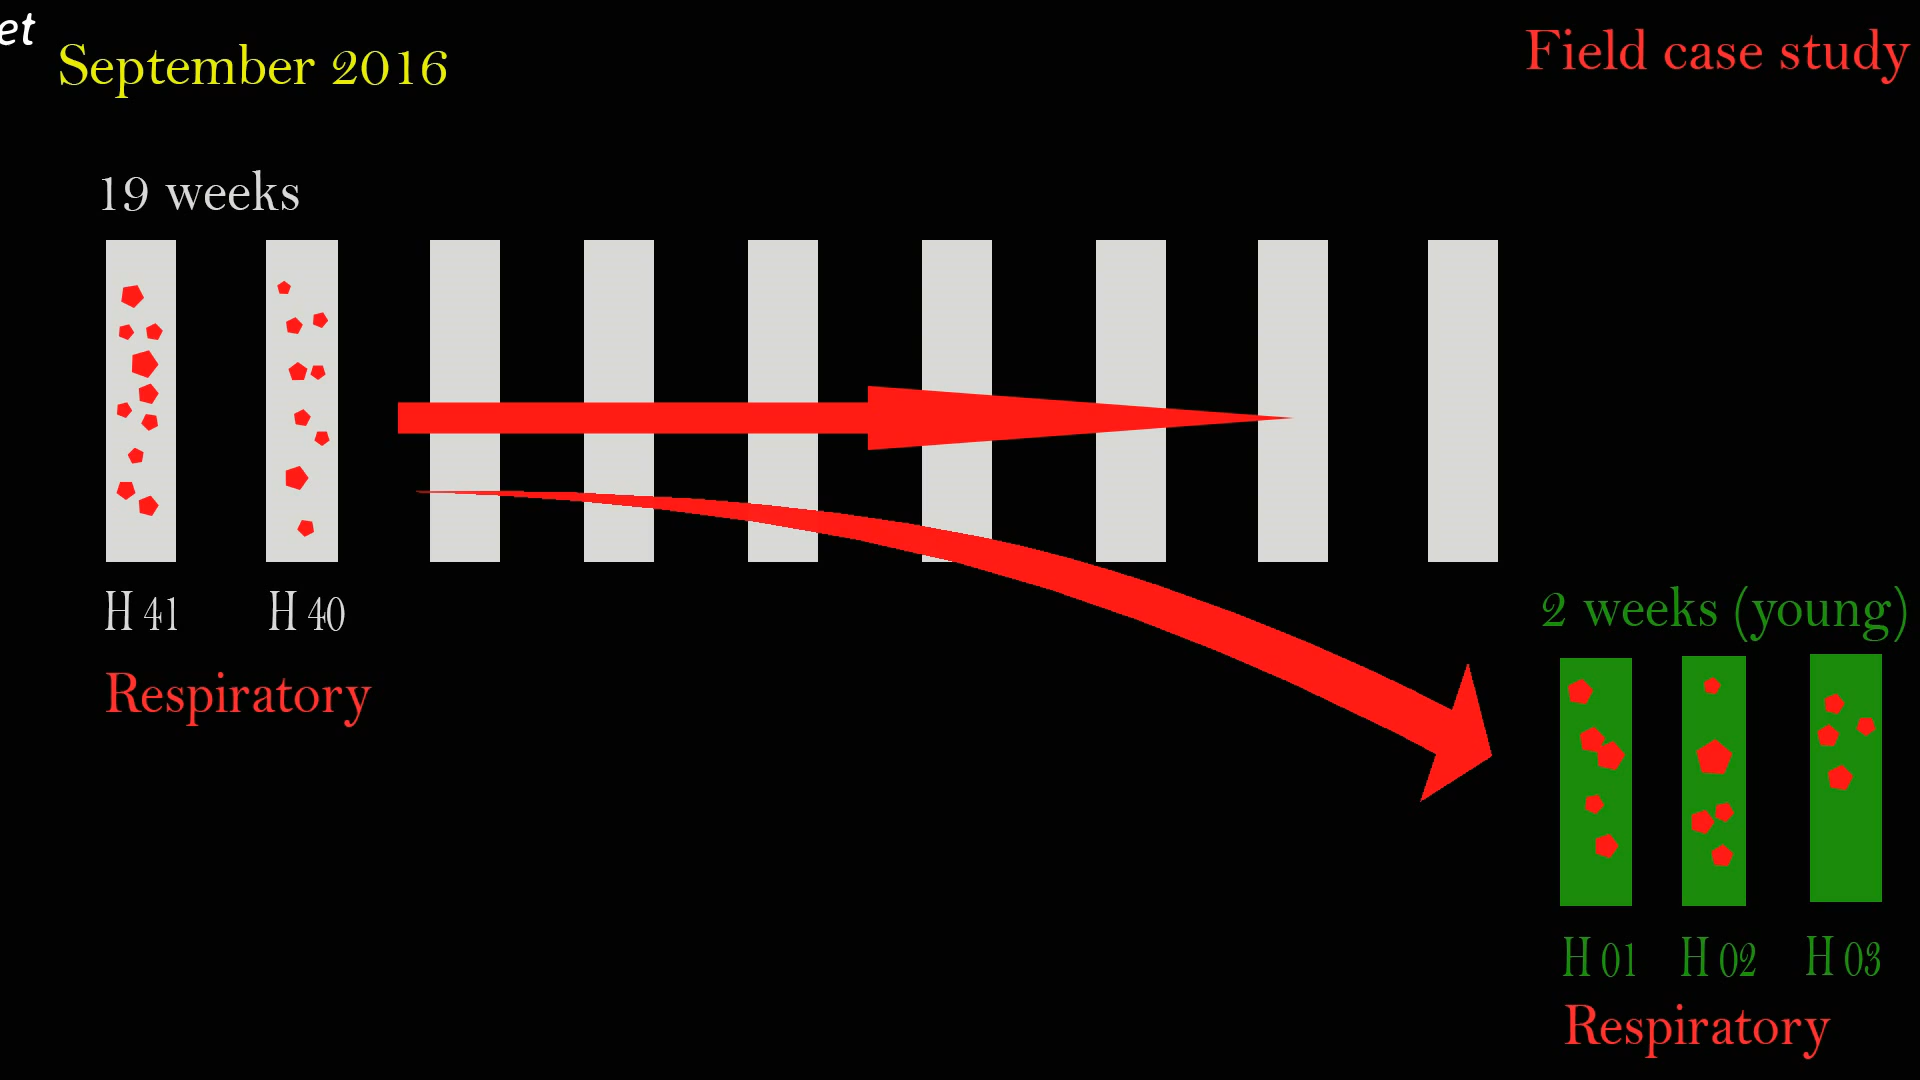 et
September 2016
Field case study
19 weeks
H 41
H 40
Respiratory
2 weeks (young)
H 01
H 02
H 03
Respiratory